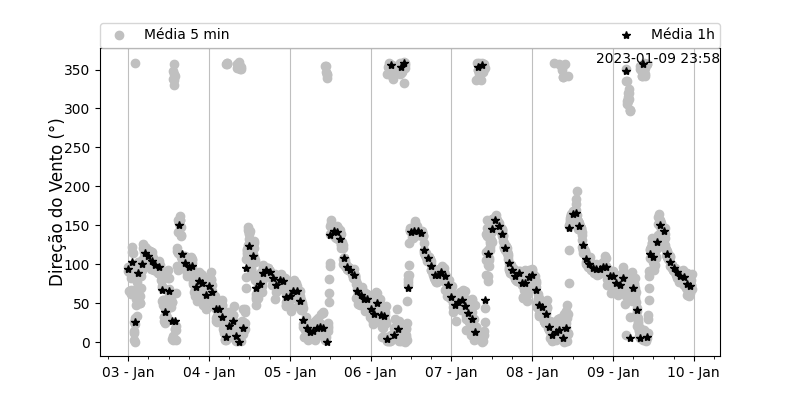 Média 5 min
Média 1h
2023-01-09 23:58
Direção do Vento (°)
350
300
250
200
150
100
50
0
03 - Jan
04 - Jan
05 - Jan
06 - Jan
07 - Jan
08 - Jan
09 - Jan
10 - Jan